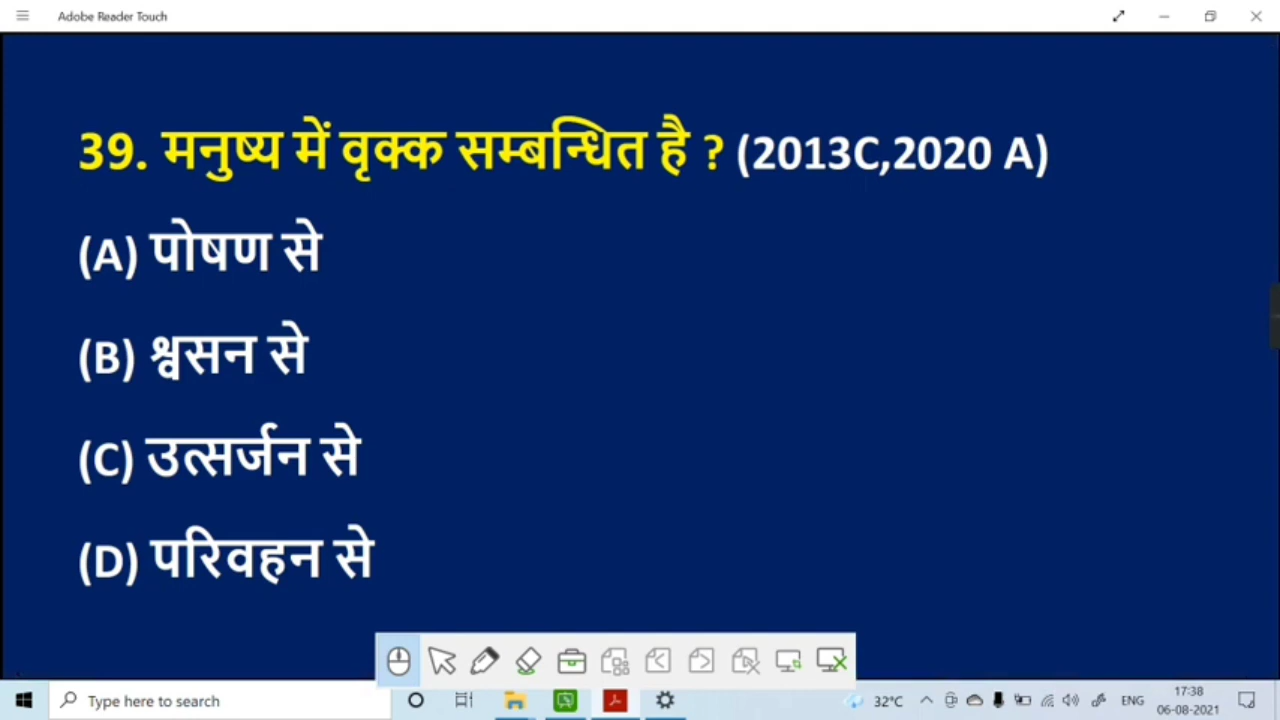 Adobe Reader Touch
39. मनुष्य में वृक्क सम्बन्धित है ? (2013C,2020 A)
(A) पोषण से
(B) श्वसन से
(C) उत्सर्जन से
(D) परिवहन से
Type here to search
32°C
ENG
17:38
06-08-2021